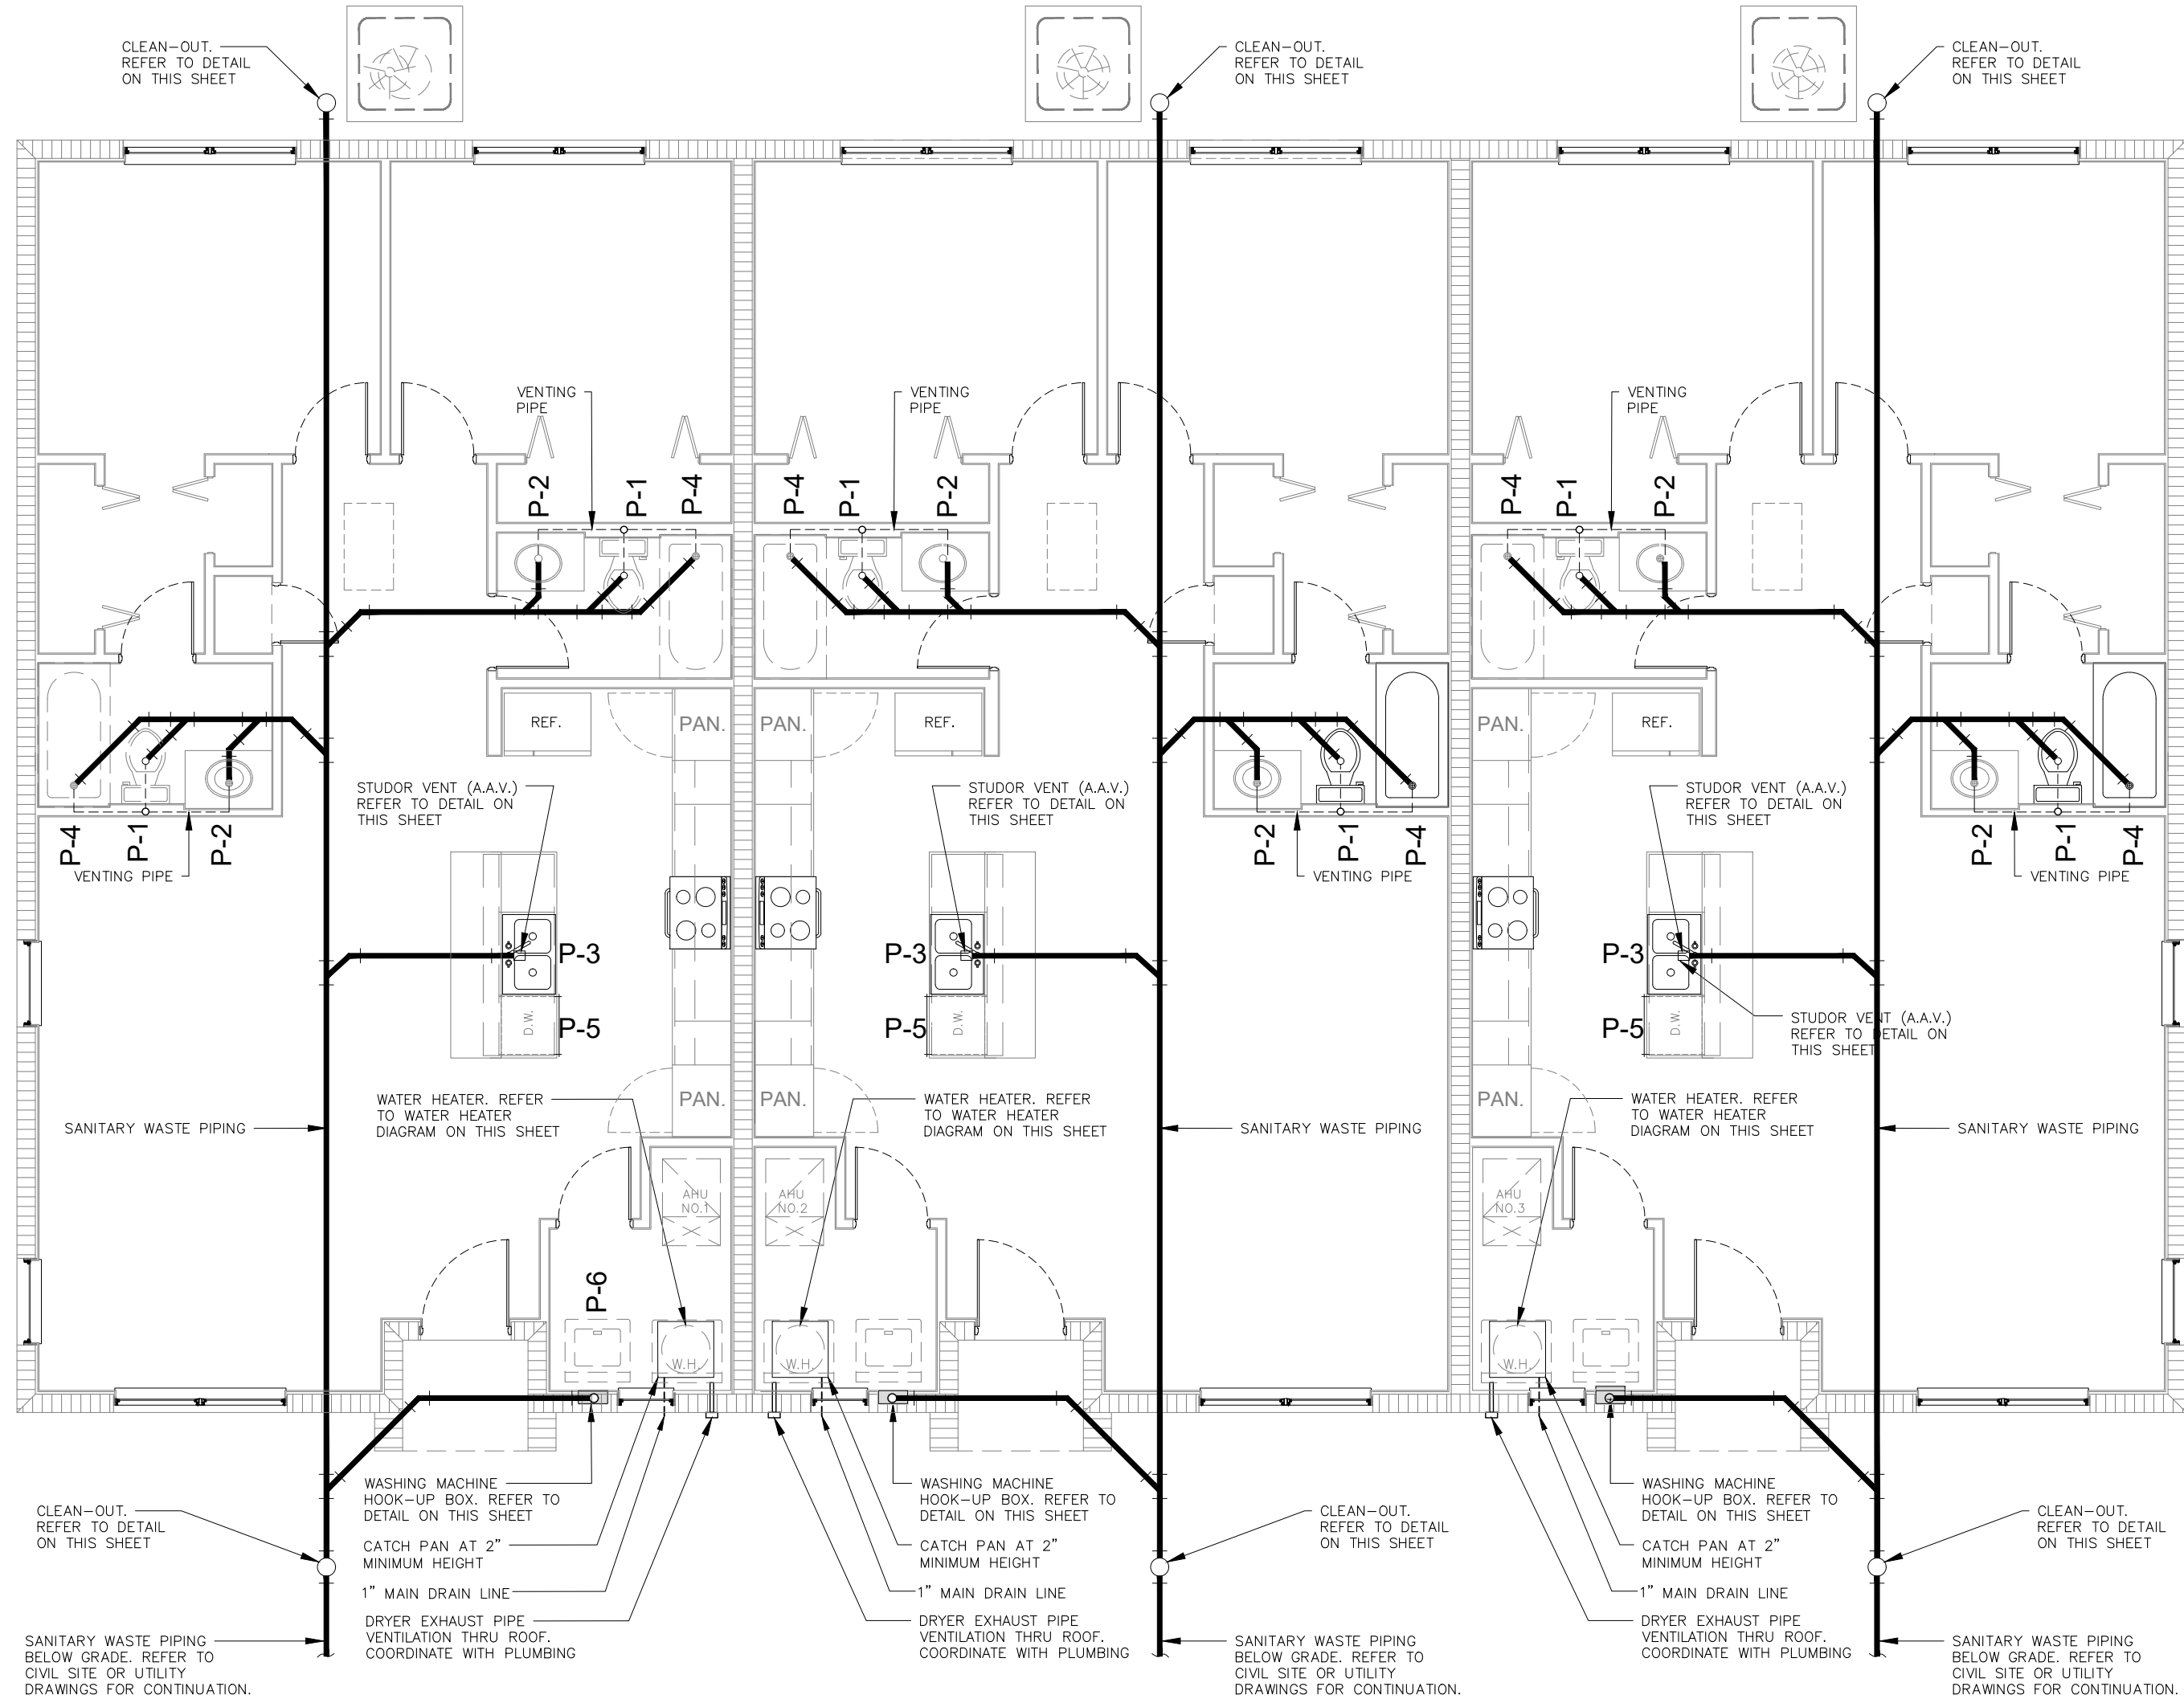 CLEAN-OUT.
REFER TO DETAIL
ON THIS SHEET
CLEAN-OUT.
REFER TO DETAIL
ON THIS SHEET
CLEAN-OUT.
REFER TO DETAIL
ON THIS SHEET
VENTING
PIPE
VENTING
PIPE
VENTING
PIPE
P-2
P-1
P-4
P-4
P-1
P-2
P-4
P-1
P-2
REF.
PAN.
PAN.
REF.
PAN.
REF.
STUDOR VENT (A.A.V.)
REFER TO DETAIL ON
THIS SHEET
STUDOR VENT (A.A.V.)
REFER TO DETAIL ON
THIS SHEET
STUDOR VENT (A.A.V.)
REFER TO DETAIL ON
THIS SHEET
P-4
P-1
P-2
VENTING PIPE
P-2
P-1
P-4
VENTING PIPE
P-2
P-1
P-4
VENTING PIPE
P-3
P-3
P-3
D.W.
P-5
P-5
D.W.
P-5
D.W.
STUDOR VENT (A.A.V.)
REFER TO DETAIL ON
THIS SHEET
WATER HEATER. REFER
TO WATER HEATER
DIAGRAM ON THIS SHEET
PAN.
PAN.
WATER HEATER. REFER
TO WATER HEATER
DIAGRAM ON THIS SHEET
PAN.
WATER HEATER. REFER
TO WATER HEATER
DIAGRAM ON THIS SHEET
SANITARY WASTE PIPING
SANITARY WASTE PIPING
SANITARY WASTE PIPING
AHU
NO.1
AHU
NO.2
AHU
NO.3
P-6
W.H.
W.H.
W.H.
WASHING MACHINE
HOOK-UP BOX. REFER TO
DETAIL ON THIS SHEET
WASHING MACHINE
HOOK-UP BOX. REFER TO
DETAIL ON THIS SHEET
WASHING MACHINE
HOOK-UP BOX. REFER TO
DETAIL ON THIS SHEET
CLEAN-OUT.
REFER TO DETAIL
ON THIS SHEET
CLEAN-OUT.
REFER TO DETAIL
ON THIS SHEET
CLEAN-OUT.
REFER TO DETAIL
ON THIS SHEET
CATCH PAN AT 2"
MINIMUM HEIGHT
CATCH PAN AT 2"
MINIMUM HEIGHT
CATCH PAN AT 2"
MINIMUM HEIGHT
1" MAIN DRAIN LINE
1" MAIN DRAIN LINE
1" MAIN DRAIN LINE
DRYER EXHAUST PIPE
VENTILATION THRU ROOF.
COORDINATE WITH PLUMBING
DRYER EXHAUST PIPE
VENTILATION THRU ROOF.
COORDINATE WITH PLUMBING
DRYER EXHAUST PIPE
VENTILATION THRU ROOF.
COORDINATE WITH PLUMBING
SANITARY WASTE PIPING
BELOW GRADE. REFER TO
CIVIL SITE OR UTILITY
DRAWINGS FOR CONTINUATION.
SANITARY WASTE PIPING
BELOW GRADE. REFER TO
CIVIL SITE OR UTILITY
DRAWINGS FOR CONTINUATION.
SANITARY WASTE PIPING
BELOW GRADE. REFER TO
CIVIL SITE OR UTILITY
DRAWINGS FOR CONTINUATION.